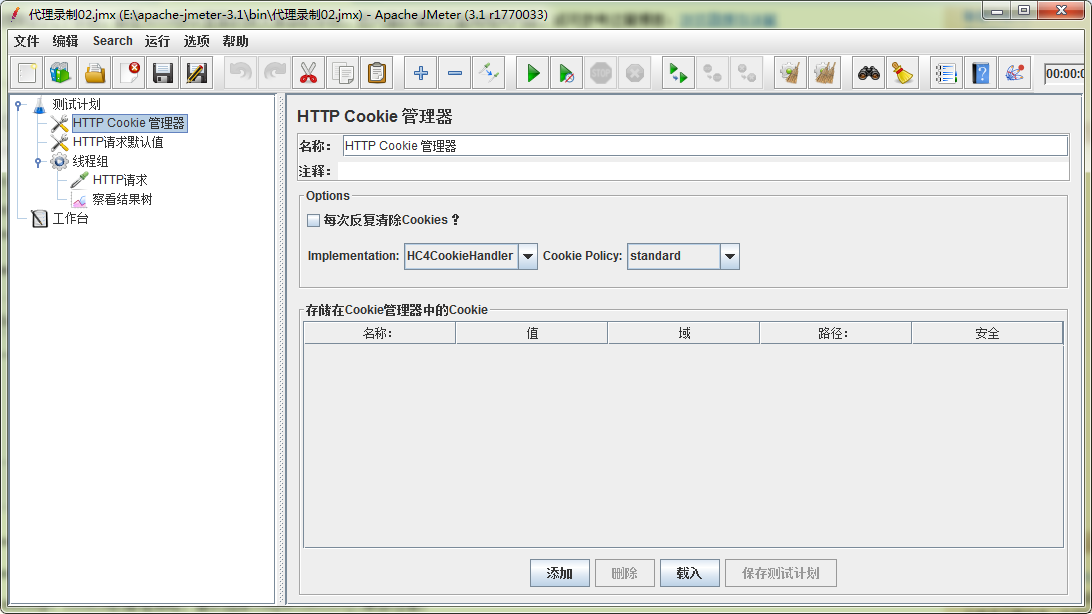 代理录制02.jmx (E:\apache-jmeter-3.1\bin\代理录制02.jmx) - Apache JMeter (3.1 r1770033)
文件 编辑 Search 运行 选项 帮助
STOP
00:00:0
测试计划
HTTP Cookie 管理器
HTTP请求默认值
线程组
HTTP请求
察看结果树
工作台
HTTP Cookie 管理器
名称： HTTP Cookie 管理器
注释：
Options
每次反复清除Cookies？
Implementation: HC4CookieHandler Cookie Policy: standard
存储在Cookie管理器中的Cookie
名称： 值 域 路径： 安全
添加 删除 载入 保存测试计划